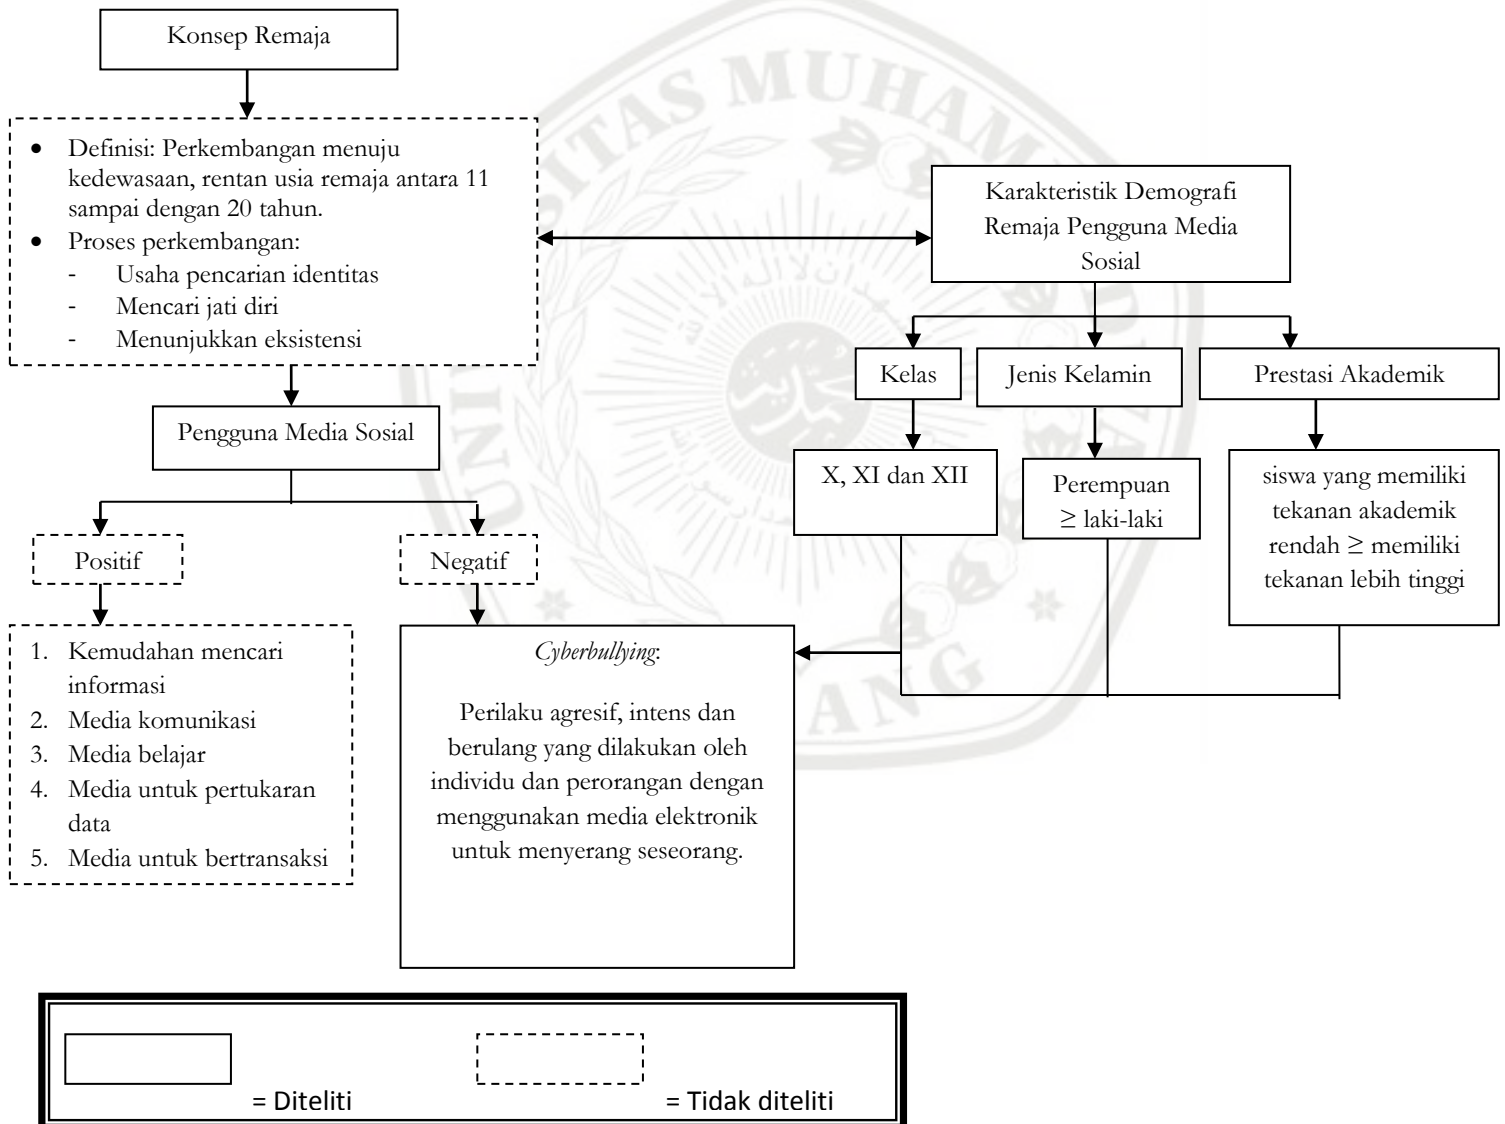 Konsep Remaja
• Definisi: Perkembangan menuju
kedewasaan, rentan usia remaja antara 11
sampai dengan 20 tahun.
• Proses perkembangan:
- Usaha pencarian identitas
- Mencari jati diri
- Menunjukkan eksistensi
Pengguna Media Sosial
Positif
Negatif
1. Kemudahan mencari
informasi
2. Media komunikasi
3. Media belajar
4. Media untuk pertukaran
data
5. Media untuk bertransaksi
Cyberbullying:
Perilaku agresif, intens dan
berulang yang dilakukan oleh
individu dan perorangan dengan
menggunakan media elektronik
untuk menyerang seseorang.
Karakteristik Demografi
Remaja Pengguna Media
Sosial
Kelas
Jenis Kelamin
Prestasi Akademik
X, XI dan XII
Perempuan
≥ laki-laki
siswa yang memiliki
tekanan akademik
rendah ≥ memiliki
tekanan lebih tinggi
= Diteliti
= Tidak diteliti